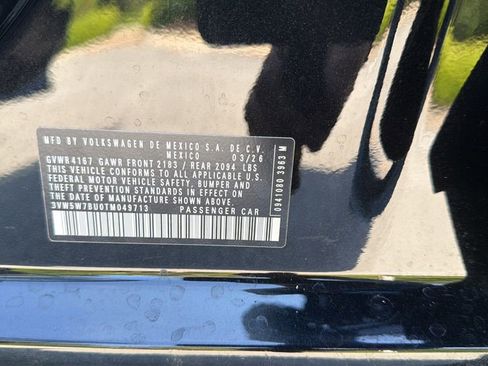 MFD BY VOLKSWAGEN DE MEXICO S.A. DE C.V.
MEXICO 03/26
GVWR 4167 GAWR FRONT 2183 / REAR 2094 LBS
THIS VEHICLE CONFORMS TO ALL APPLICABLE U.S.
FEDERAL MOTOR VEHICLE SAFETY, BUMPER AND
THEFT PREVENTION STANDARDS IN EFFECT ON
THE DATE OF MANUFACTURE SHOWN ABOVE.
3VW5W7BU0TM049713 PASSENGER CAR
0941080 3963 M